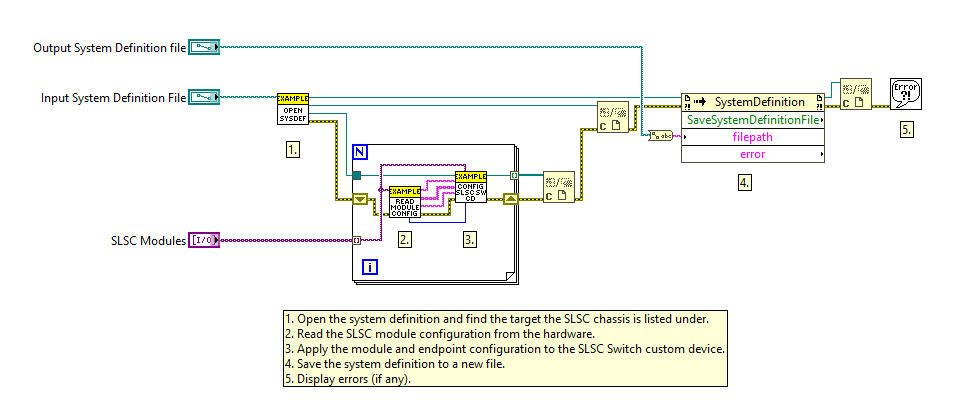 Output System Definition file
Input System Definition File
EXAMPLE
OPEN
SYSDEF
1.
N
EXAMPLE
READ
MODULE
CONFIG
2.
EXAMPLE
CONFIG
SLSC SW
CD
3.
SLSC Modules
[I/O]
i
C
C
SystemDefinition
SaveSystemDefinitionFile
filepath
error
abc
4.
C
Error
?!
5.
1. Open the system definition and find the target the SLSC chassis is listed under.
2. Read the SLSC module configuration from the hardware.
3. Apply the module and endpoint configuration to the SLSC Switch custom device.
4. Save the system definition to a new file.
5. Display errors (if any).